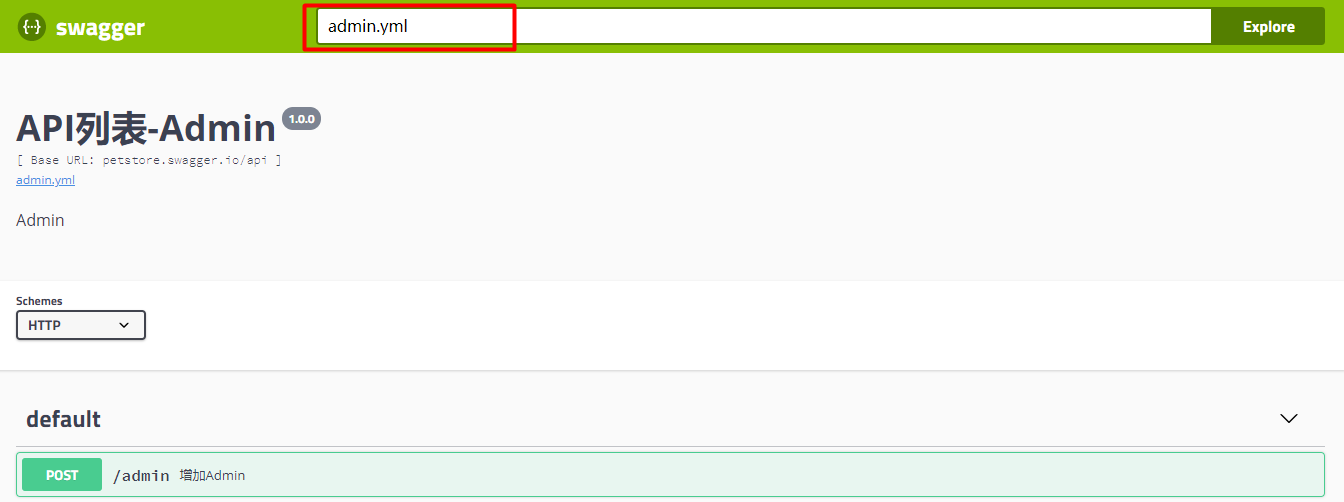 {···} swagger
admin.yml
Explore
API列表-Admin 1.0.0
[ Base URL: petstore.swagger.io/api ]
admin.yml
Admin
Schemes
HTTP
default
POST /admin 增加Admin